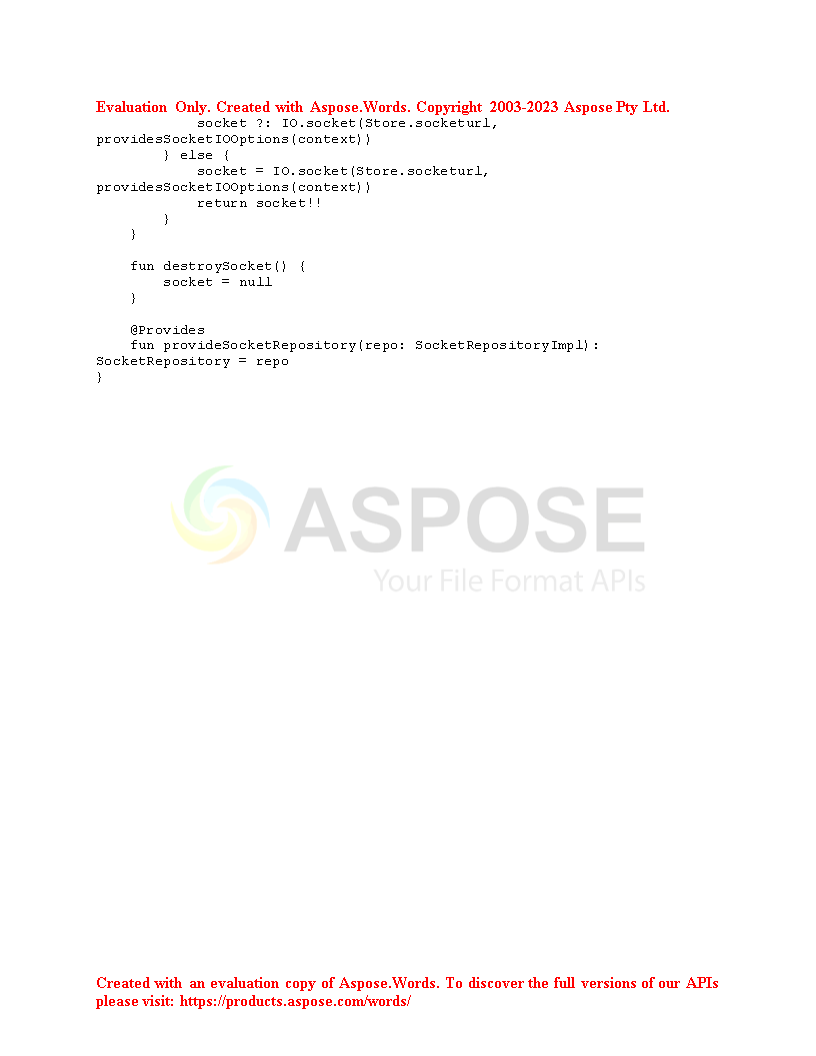 Evaluation Only. Created with Aspose.Words. Copyright 2003-2023 Aspose Pty Ltd.
            socket ?: IO.socket(Store.socketurl,
providesSocketIOOptions(context))
        } else {
            socket = IO.socket(Store.socketurl,
providesSocketIOOptions(context))
            return socket!!
        }
    }

    fun destroySocket() {
        socket = null
    }

    @Provides
    fun provideSocketRepository(repo: SocketRepositoryImpl):
SocketRepository = repo
}
ASPOSE
Your File Format APIs
Created with an evaluation copy of Aspose.Words. To discover the full versions of our APIs
please visit: https://products.aspose.com/words/